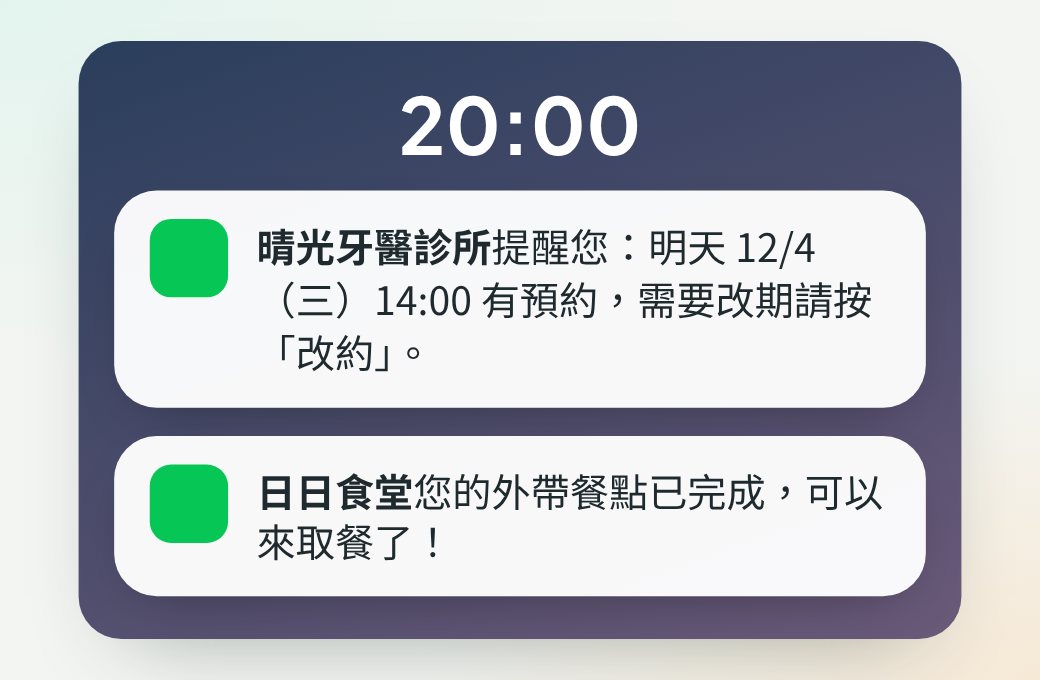 20:00
晴光牙醫診所提醒您：明天 12/4
（三）14:00 有預約，需要改期請按
「改約」。
日日食堂您的外帶餐點已完成，可以
來取餐了！